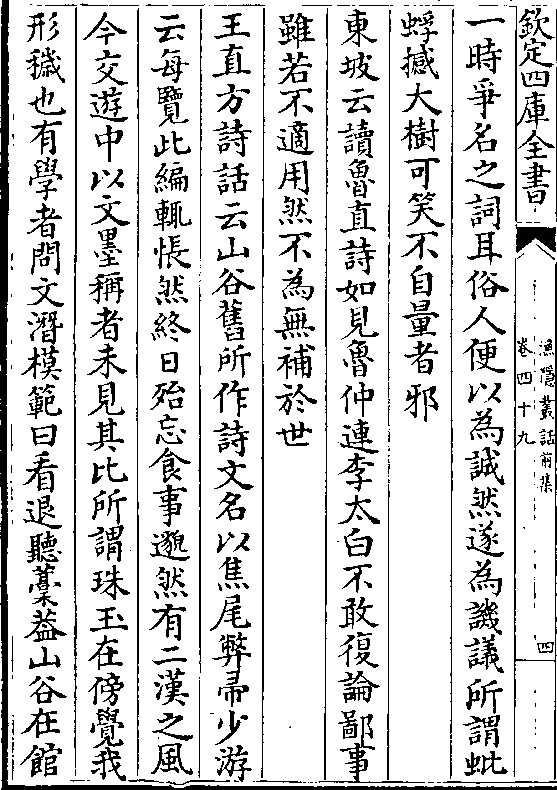 欽定四庫全書
漁隱叢話前集
卷四十九
四
一時爭名之詞耳俗人便以為誠然遂為譏議所謂蚍
蜉撼大樹可笑不自量者邪
東坡云讀魯直詩如見魯仲連李太白不敢復論鄙事
雖若不適用然不為無補於世
王直方詩話云山谷舊所作詩文名以焦尾弊帚少游
云每覽此編輒悵然終日殆忘食事邈然有二漢之風
今交遊中以文墨稱者未見其比所謂珠玉在傍覺我
形穢也有學者問文潛模範曰看退聽藁葢山谷在館